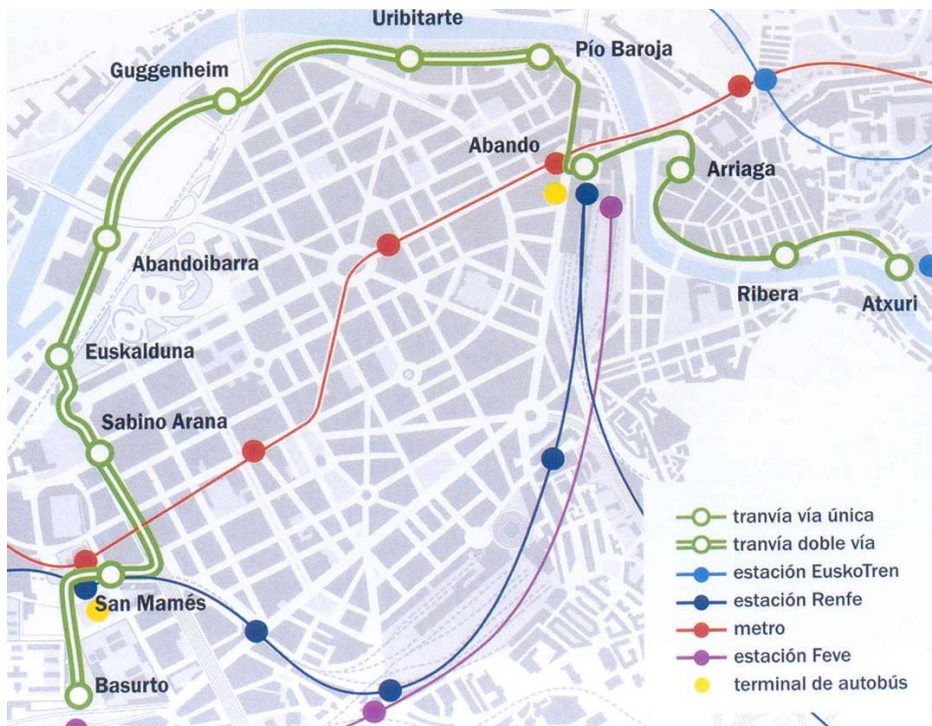 Uribitarte
Pío Baroja
Guggenheim
Abando
Arriaga
Abandoibarra
Ribera
Atxuri
Euskalduna
Sabino Arana
San Mamés
Basurto
tranvía vía única
tranvía doble vía
estación EuskoTren
estación Renfe
metro
estación Feve
terminal de autobús